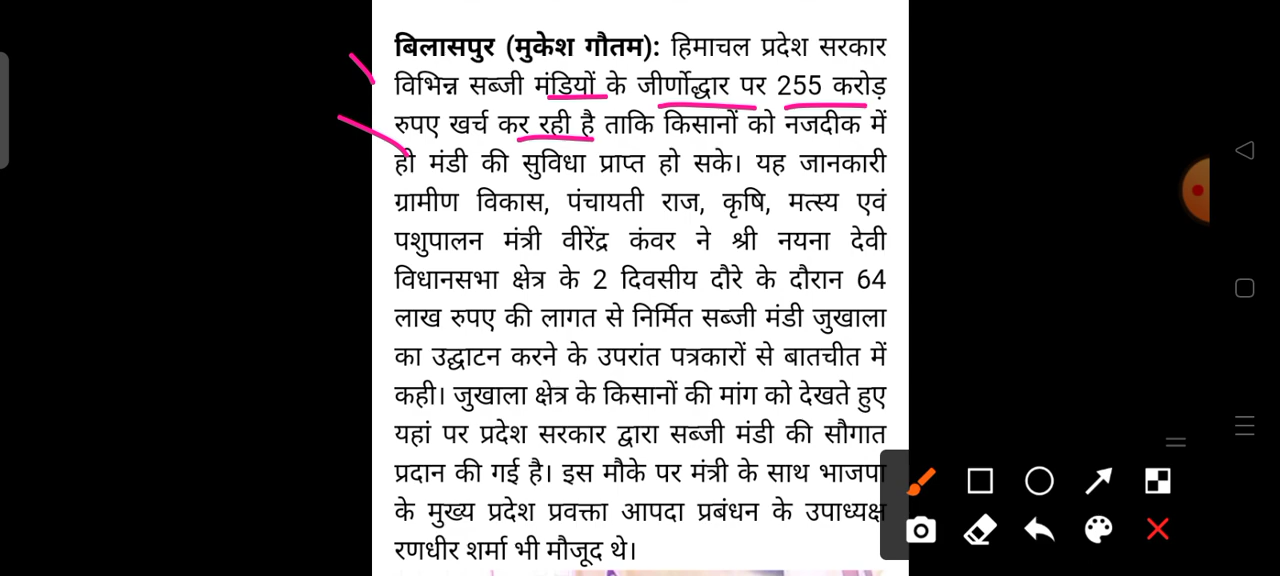 बिलासपुर (मुकेश गौतम): हिमाचल प्रदेश सरकार
विभिन्न सब्जी मंडियों के जीर्णोद्धार पर 255 करोड़
रुपए खर्च कर रही है ताकि किसानों को नजदीक में
ही मंडी की सुविधा प्राप्त हो सके। यह जानकारी
ग्रामीण विकास, पंचायती राज, कृषि, मत्स्य एवं
पशुपालन मंत्री वीरेंद्र कंवर ने श्री नयना देवी
विधानसभा क्षेत्र के 2 दिवसीय दौरे के दौरान 64
लाख रुपए की लागत से निर्मित सब्जी मंडी जुखाला
का उद्घाटन करने के उपरांत पत्रकारों से बातचीत में
कही। जुखाला क्षेत्र के किसानों की मांग को देखते हुए
यहां पर प्रदेश सरकार द्वारा सब्जी मंडी की सौगात
प्रदान की गई है। इस मौके पर मंत्री के साथ भाजपा
के मुख्य प्रदेश प्रवक्ता आपदा प्रबंधन के उपाध्यक्ष
रणधीर शर्मा भी मौजूद थे।